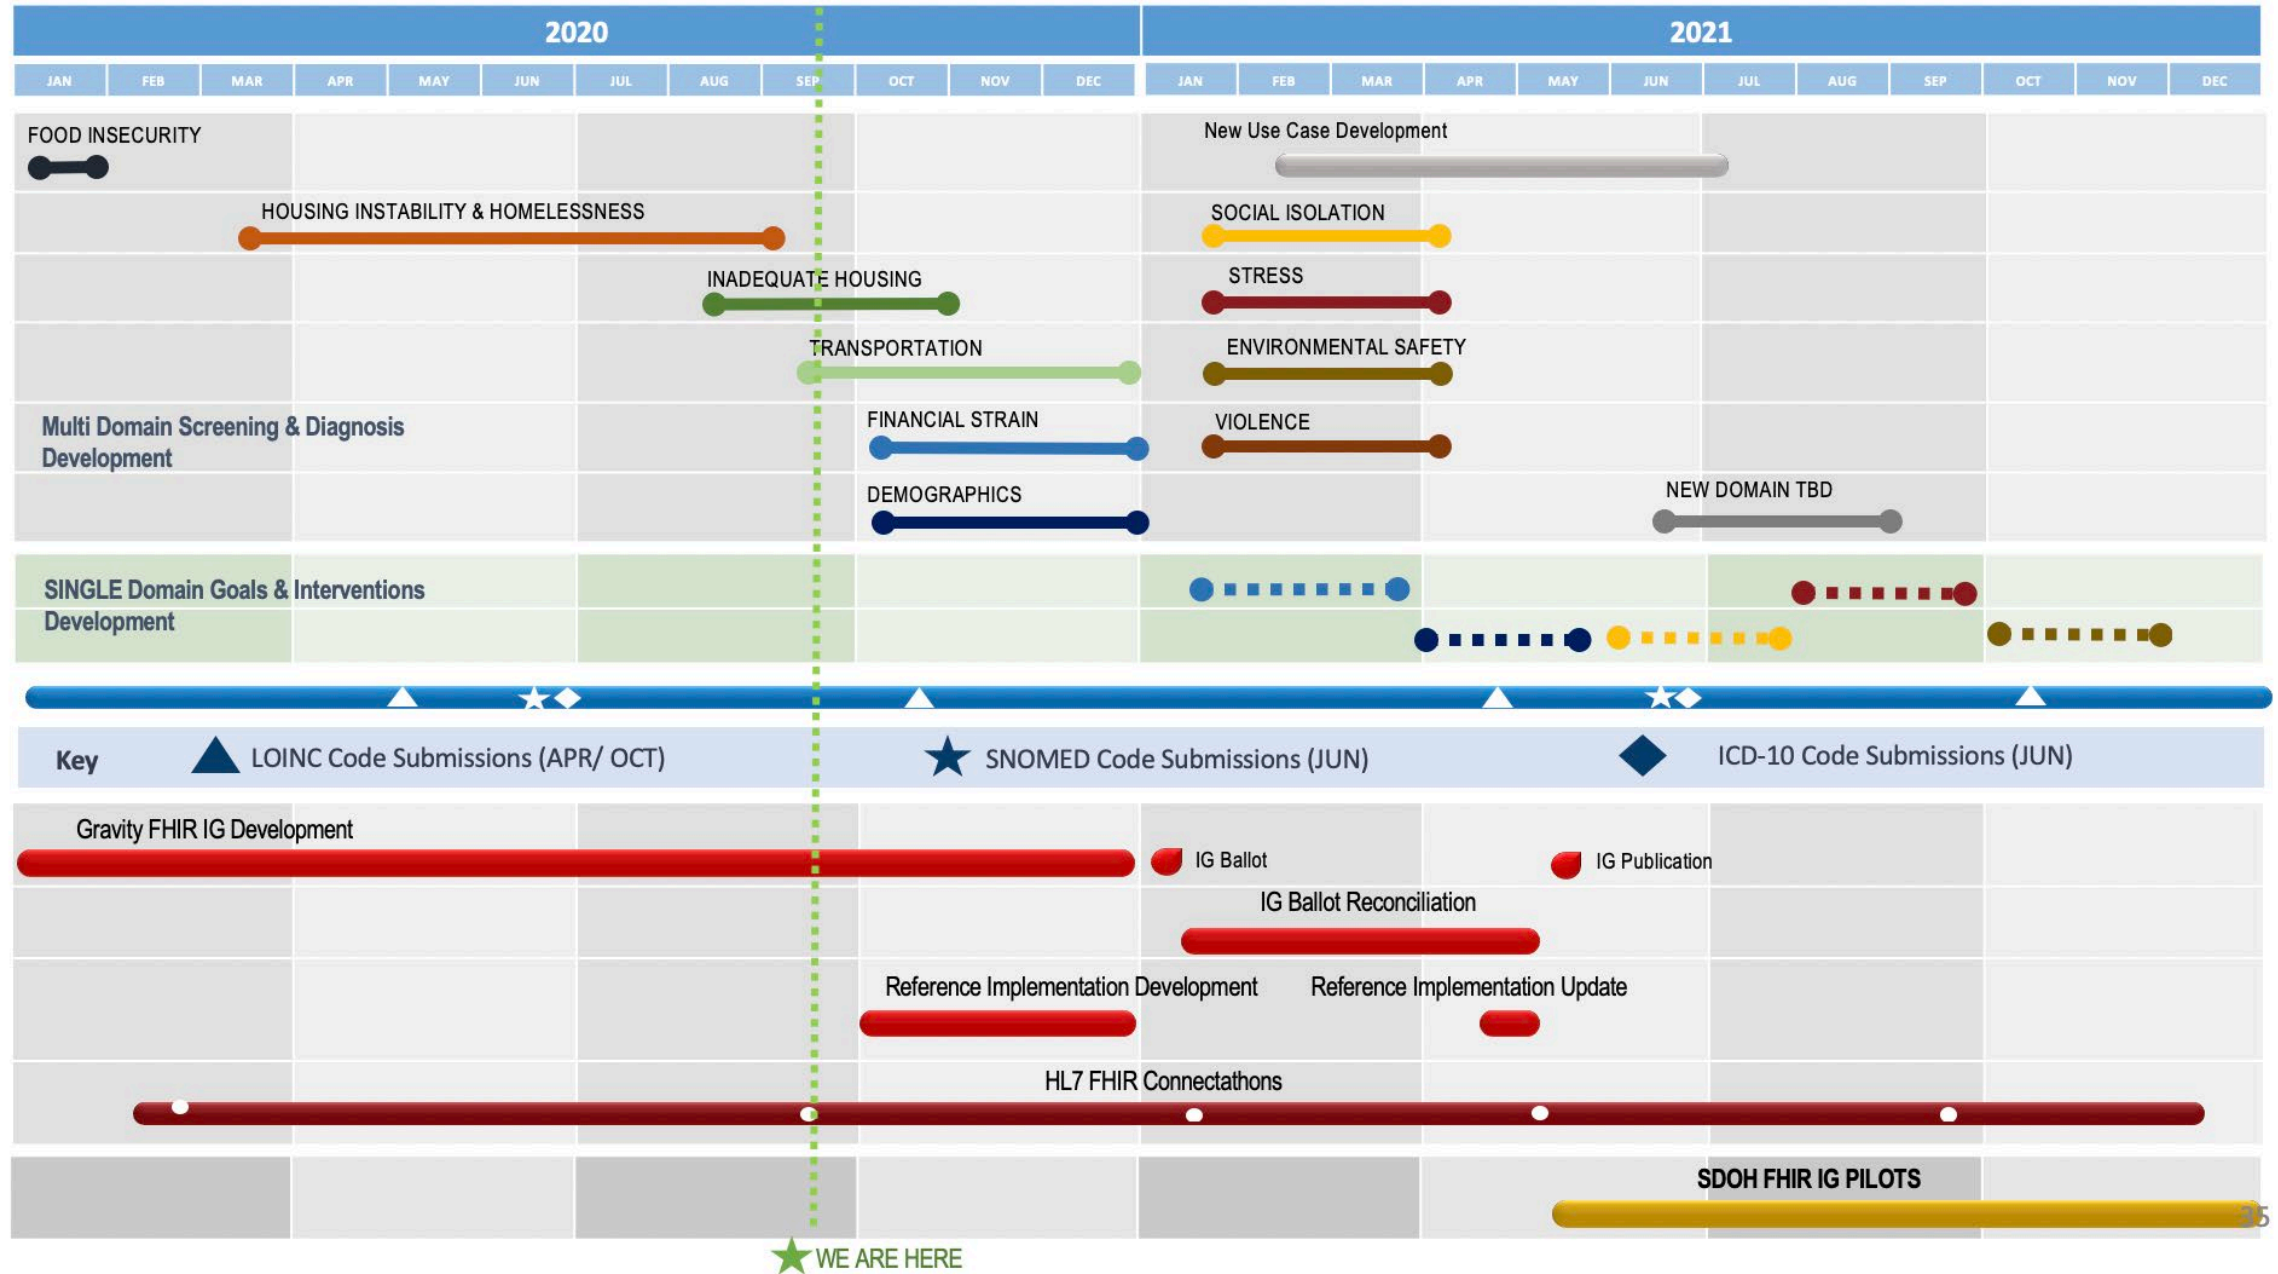 2020
2021
JAN FEB MAR APR MAY JUN JUL AUG SEP OCT NOV DEC JAN FEB MAR APR MAY JUN JUL AUG SEP OCT NOV DEC
FOOD INSECURITY
New Use Case Development
HOUSING INSTABILITY & HOMELESSNESS
SOCIAL ISOLATION
INADEQUATE HOUSING
STRESS
TRANSPORTATION
ENVIRONMENTAL SAFETY
Multi Domain Screening & Diagnosis
Development
FINANCIAL STRAIN
VIOLENCE
DEMOGRAPHICS
NEW DOMAIN TBD
SINGLE Domain Goals & Interventions
Development
Key
LOINC Code Submissions (APR/ OCT)
SNOMED Code Submissions (JUN)
ICD-10 Code Submissions (JUN)
Gravity FHIR IG Development
IG Ballot
IG Publication
IG Ballot Reconciliation
Reference Implementation Development
Reference Implementation Update
HL7 FHIR Connectathons
SDOH FHIR IG PILOTS
35
WE ARE HERE